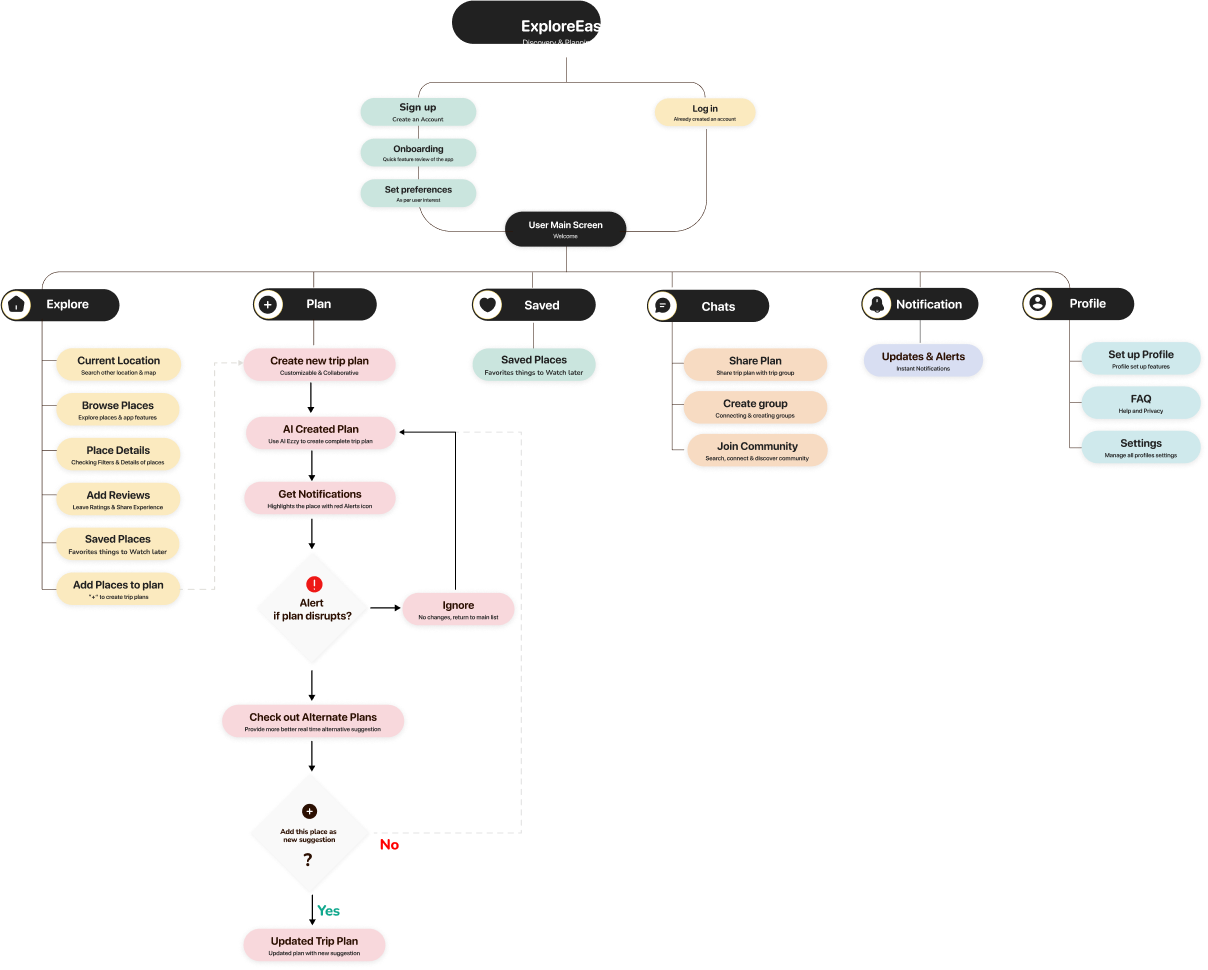 ExploreEas
Discovery & Plannin
Sign up
Create an Account
Log in
Already created an account
Onboarding
Quick feature review of the app
Set preferences
As per user interest
User Main Screen
Welcome
Explore
Plan
Saved
Chats
Notification
Profile
Current Location
Search other location & map
Browse Places
Explore places & app features
Place Details
Checking Filters & Details of places
Add Reviews
Leave Ratings & Share Experience
Saved Places
Favorites things to Watch later
Add Places to plan
"+" to create trip plans
Create new trip plan
Customizable & Collaborative
AI Created Plan
Use AI Ezzy to create complete trip plan
Get Notifications
Highlights the place with red Alerts icon
Alert
if plan disrupts?
Ignore
No changes, return to main list
Check out Alternate Plans
Provide more better real time alternative suggestion
Add this place as
new suggestion
?
No
Yes
Updated Trip Plan
Updated plan with new suggestion
Saved Places
Favorites things to Watch later
Share Plan
Share trip plan with trip group
Create group
Connecting & creating groups
Join Community
Search, connect & discover community
Updates & Alerts
Instant Notifications
Set up Profile
Profile set up features
FAQ
Help and Privacy
Settings
Manage all profiles settings